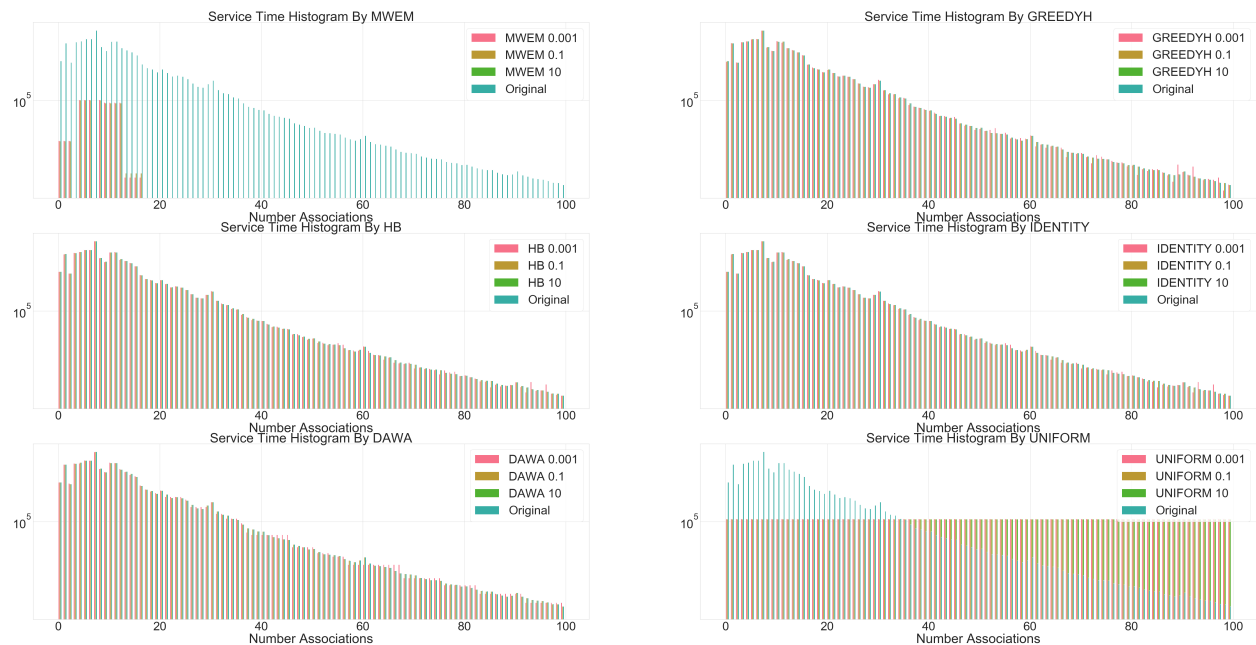 Service Time Histogram By MWEM
MWEM 0.001
MWEM 0.1
MWEM 10
Original
10^5
0 20 40 60 80 100
Number Associations
Service Time Histogram By GREEDYH
GREEDYH 0.001
GREEDYH 0.1
GREEDYH 10
Original
10^5
0 20 40 60 80 100
Number Associations
Service Time Histogram By HB
HB 0.001
HB 0.1
HB 10
Original
10^5
0 20 40 60 80 100
Number Associations
Service Time Histogram By IDENTITY
IDENTITY 0.001
IDENTITY 0.1
IDENTITY 10
Original
10^5
0 20 40 60 80 100
Number Associations
Service Time Histogram By DAWA
DAWA 0.001
DAWA 0.1
DAWA 10
Original
10^5
0 20 40 60 80 100
Number Associations
Service Time Histogram By UNIFORM
UNIFORM 0.001
UNIFORM 0.1
UNIFORM 10
Original
10^5
0 20 40 60 80 100
Number Associations